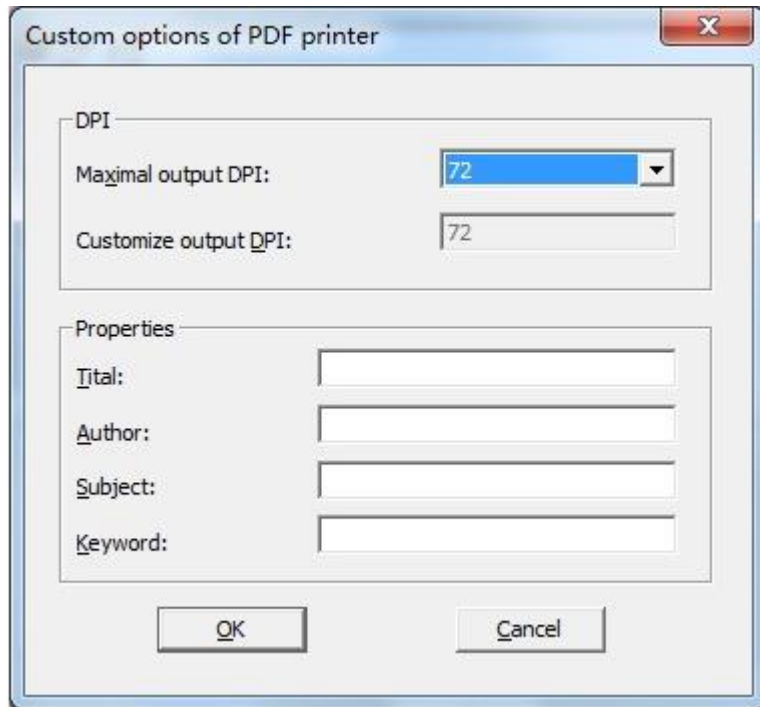 Custom options of PDF printer
DPI
Maximal output DPI: 72
Customize output DPI: 72
Properties
Tital:
Author:
Subject:
Keyword:
OK Cancel